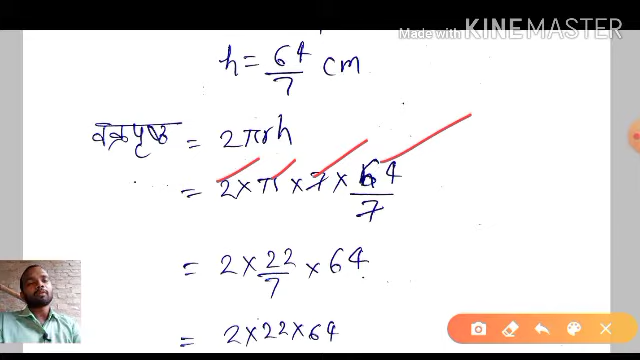 Made with KINEMASTER
h = 64/7 cm
वक्रपृष्ठ = 2πrh
= 2 × π × 7 × 64/7
= 2 × 22/7 × 64
= 2 × 22 × 64